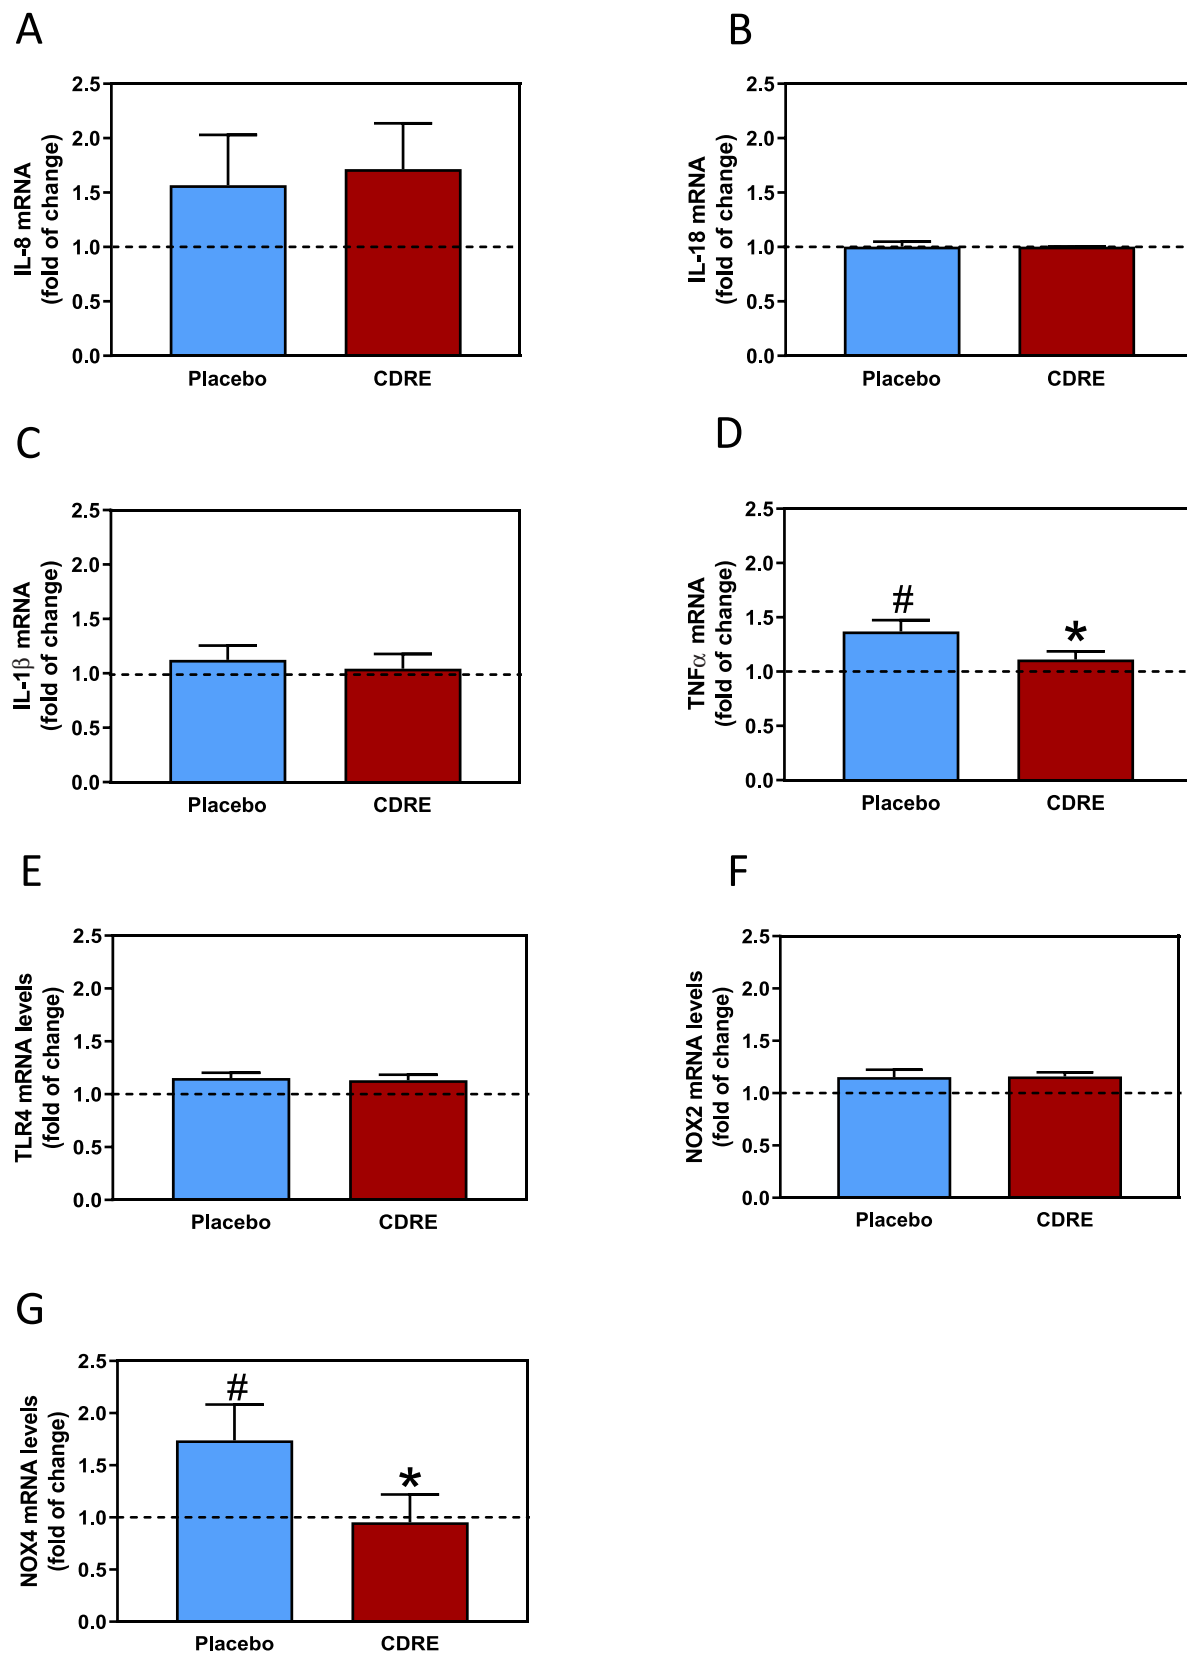 A
2.5
2.0
1.5
1.0
0.5
0.0
IL-8 mRNA
(fold of change)
Placebo
CDRE
B
2.5
2.0
1.5
1.0
0.5
0.0
IL-18 mRNA
(fold of change)
Placebo
CDRE
C
2.5
2.0
1.5
1.0
0.5
0.0
IL-1β mRNA
(fold of change)
Placebo
CDRE
D
2.5
2.0
1.5
1.0
0.5
0.0
TNFα mRNA
(fold of change)
#
*
Placebo
CDRE
E
2.5
2.0
1.5
1.0
0.5
0.0
TLR4 mRNA levels
(fold of change)
Placebo
CDRE
F
2.5
2.0
1.5
1.0
0.5
0.0
NOX2 mRNA levels
(fold of change)
Placebo
CDRE
G
2.5
2.0
1.5
1.0
0.5
0.0
NOX4 mRNA levels
(fold of change)
#
*
Placebo
CDRE